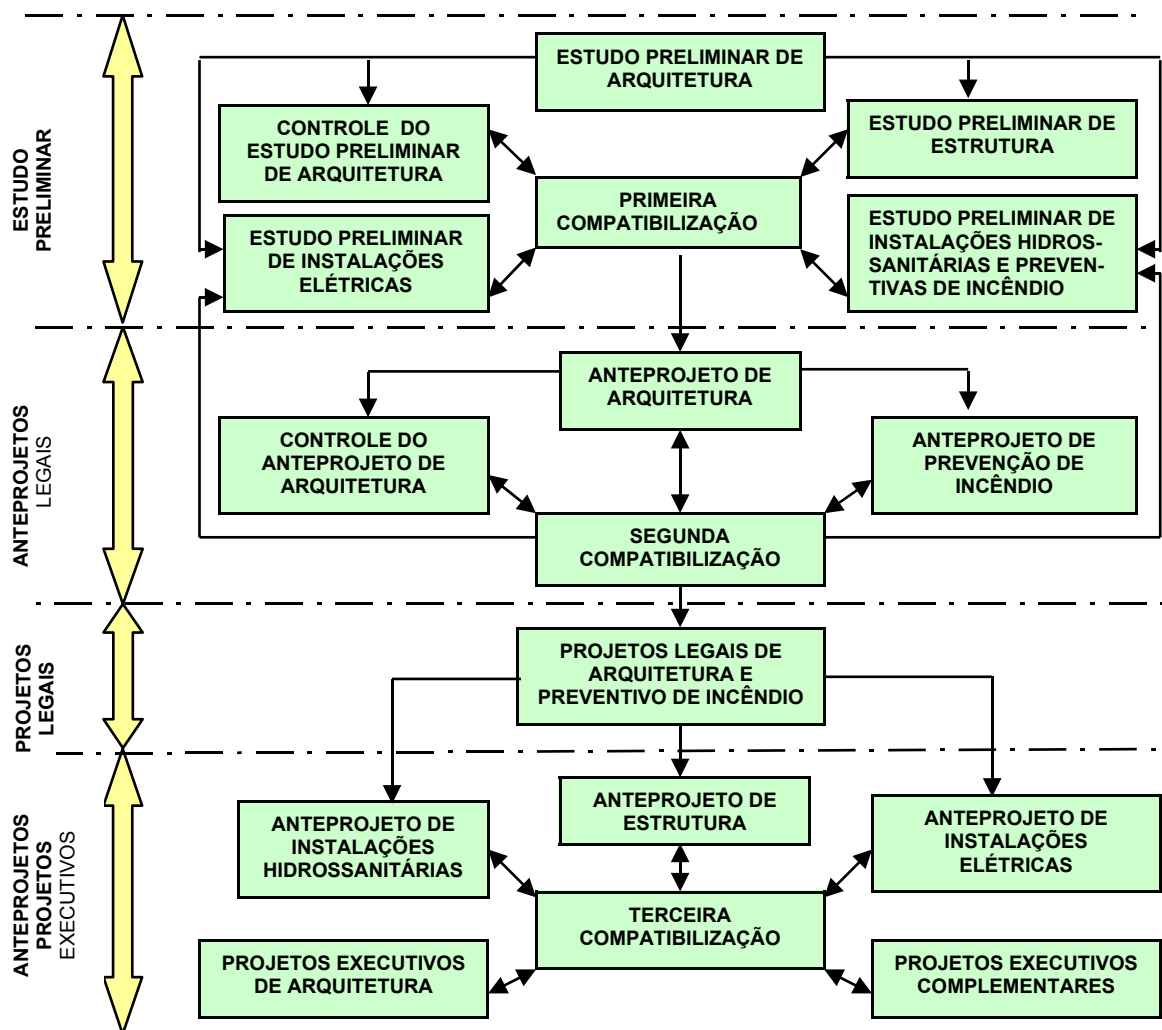 ESTUDO
PRELIMINAR
ESTUDO PRELIMINAR DE
ARQUITETURA
CONTROLE DO
ESTUDO PRELIMINAR
DE ARQUITETURA
ESTUDO PRELIMINAR DE
ESTRUTURA
PRIMEIRA
COMPATIBILIZAÇÃO
ESTUDO PRELIMINAR
DE INSTALAÇÕES
ELÉTRICAS
ESTUDO PRELIMINAR DE
INSTALAÇÕES HIDROS-
SANITÁRIAS E PREVEN-
TIVAS DE INCÊNDIO
ANTEPROJETOS
LEGAIS
ANTEPROJETO DE
ARQUITETURA
CONTROLE DO
ANTEPROJETO DE
ARQUITETURA
ANTEPROJETO DE
PREVENÇÃO DE
INCÊNDIO
SEGUNDA
COMPATIBILIZAÇÃO
PROJETOS
LEGAIS
PROJETOS LEGAIS DE
ARQUITETURA E
PREVENTIVO DE INCÊNDIO
ANTEPROJETOS
PROJETOS
EXECUTIVOS
ANTEPROJETO DE
INSTALAÇÕES
HIDROSSANITÁRIAS
ANTEPROJETO DE
ESTRUTURA
ANTEPROJETO DE
INSTALAÇÕES
ELÉTRICAS
TERCEIRA
COMPATIBILIZAÇÃO
PROJETOS EXECUTIVOS
DE ARQUITETURA
PROJETOS EXECUTIVOS
COMPLEMENTARES